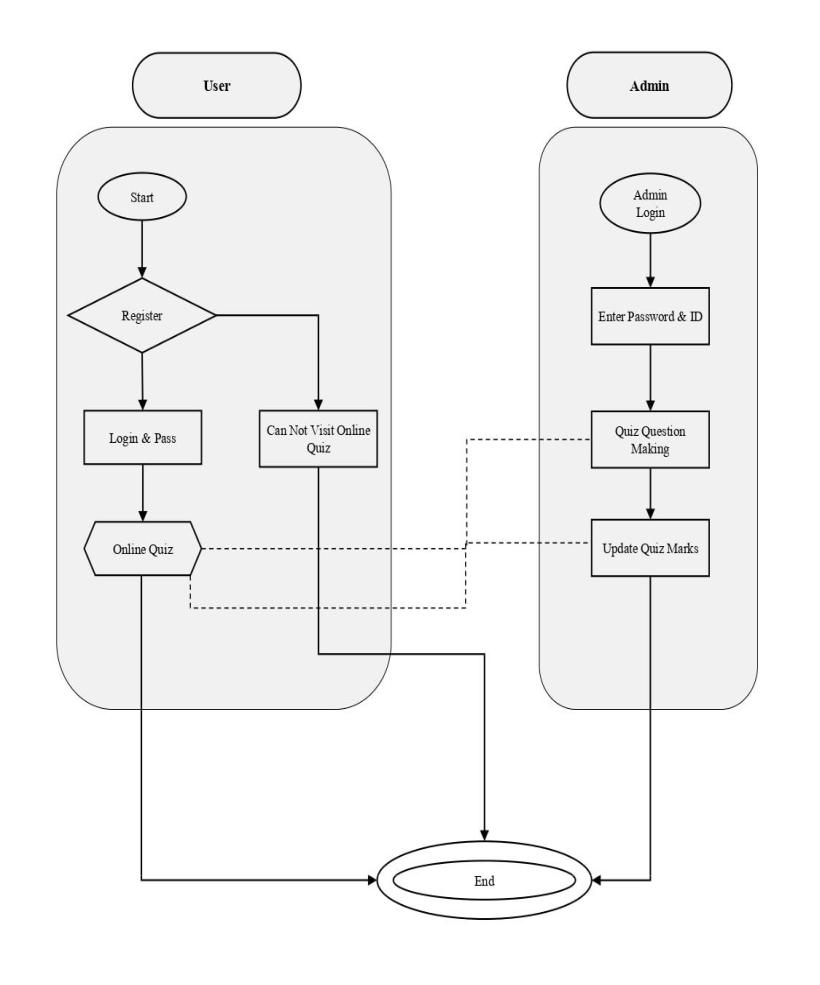 User
Admin
Start
Admin
Login
Register
Enter Password & ID
Login & Pass
Can Not Visit Online
Quiz
Quiz Question
Making
Online Quiz
Update Quiz Marks
End